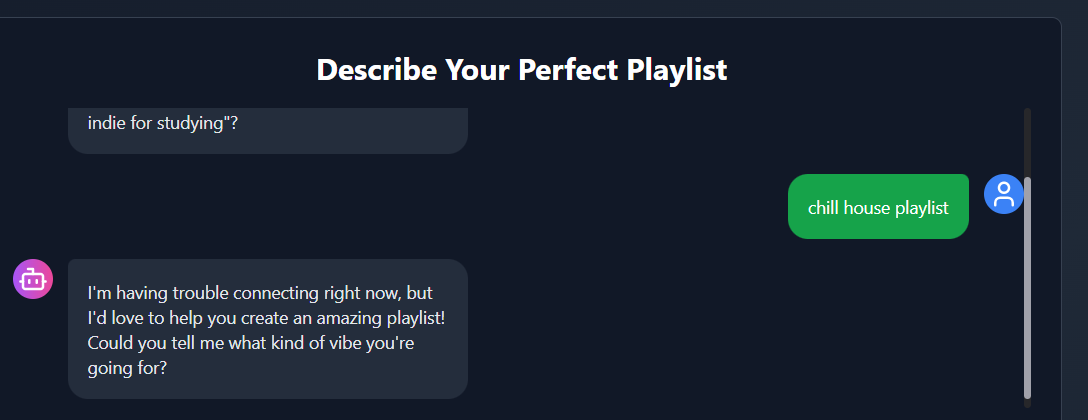 Describe Your Perfect Playlist
indie for studying"?
chill house playlist
I'm having trouble connecting right now, but
I'd love to help you create an amazing playlist!
Could you tell me what kind of vibe you're
going for?